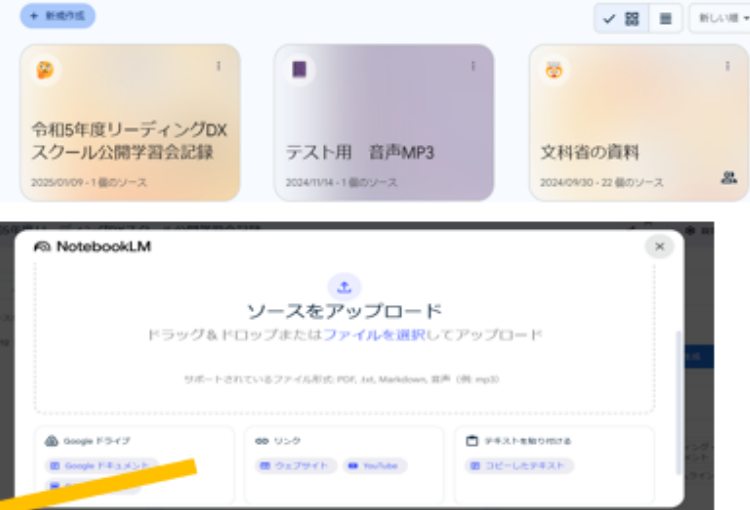 + 新規作成
新しい順
令和5年度リーディングDX
スクール公開学習会記録
2025/01/09・1 個のソース
テスト用　音声MP3
2024/11/14・1 個のソース
文科省の資料
2024/09/30・22 個のソース
NotebookLM
ソースをアップロード
ドラッグ&ドロップまたはファイルを選択してアップロード
サポートされているファイル形式: PDF, .txt, Markdown, 音声（例: mp3）
Google ドライブ
Google ドキュメント
リンク
ウェブサイト
YouTube
テキストを貼り付ける
コピーしたテキスト